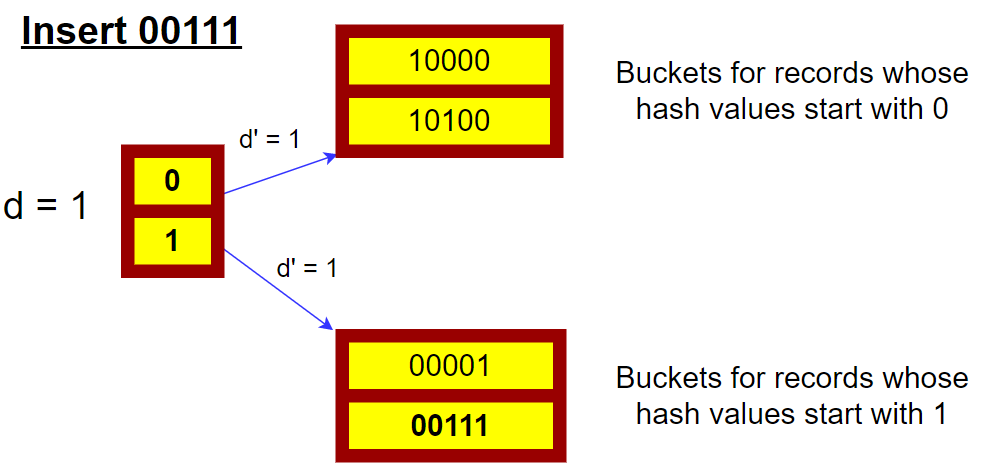 Insert 00111
10000
10100
Buckets for records whose
hash values start with 0
d' = 1
d = 1
0
1
d' = 1
00001
00111
Buckets for records whose
hash values start with 1